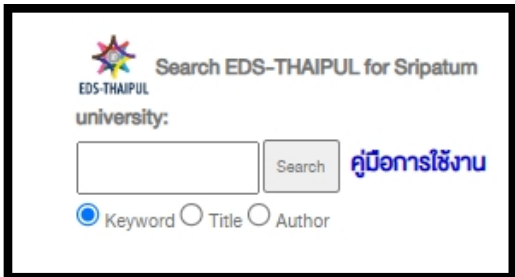 EDS-THAIPUL
Search EDS-THAIPUL for Sripatum
university:
Search
คู่มือการใช้งาน
Keyword Title Author